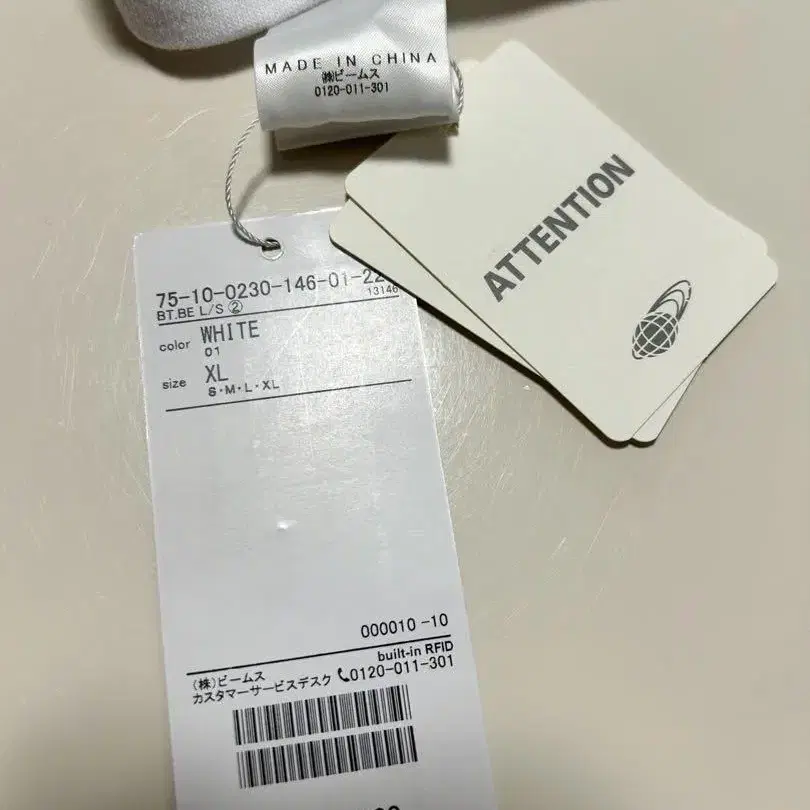 MADE IN CHINA
㈱ビームス
0120-011-301
ATTENTION
75-10-0230-146-01-22
BT.BE L/S ② 13146
color WHITE
01
size XL
S・M・L・XL
000010 -10
built-in RFID
(株)ビームス
カスタマーサービスデスク 0120-011-301